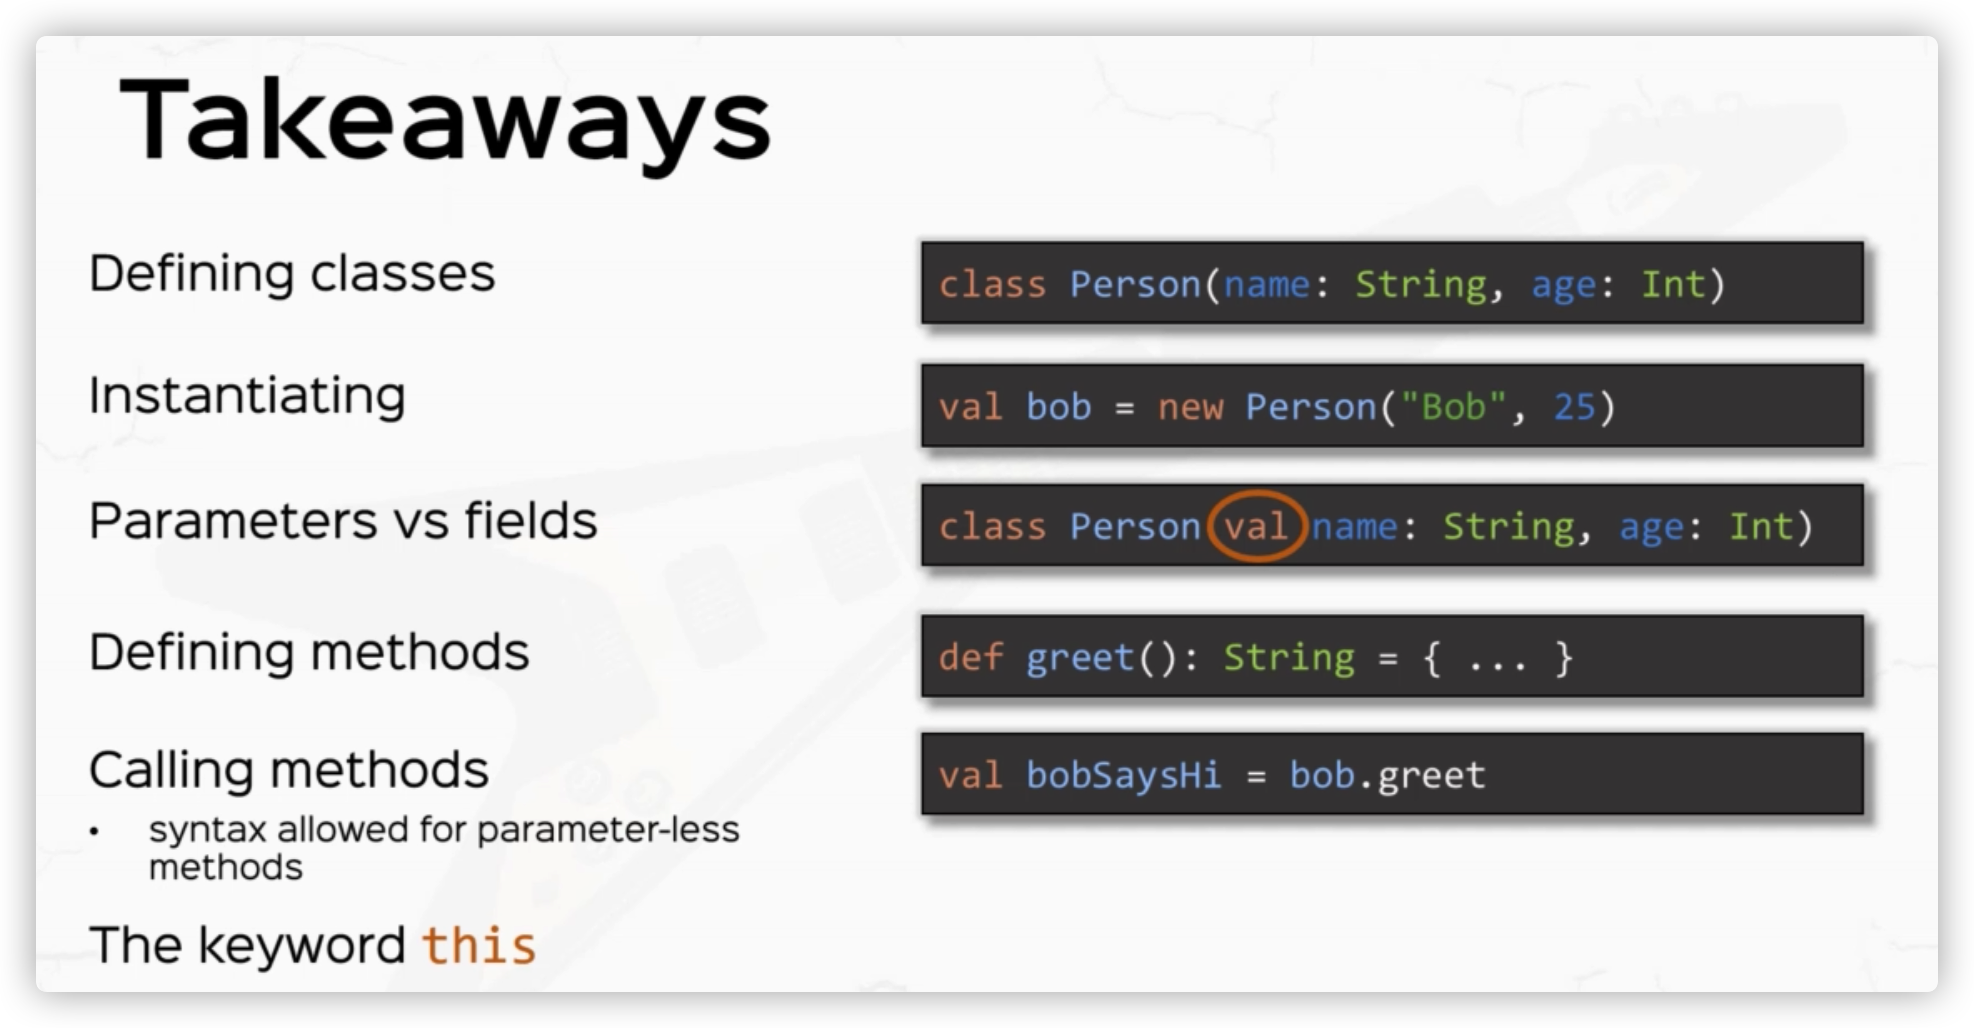 Takeaways
Defining classes
class Person(name: String, age: Int)
Instantiating
val bob = new Person("Bob", 25)
Parameters vs fields
class Person val name: String, age: Int)
Defining methods
def greet(): String = { ... }
Calling methods
val bobSaysHi = bob.greet
• syntax allowed for parameter-less
methods
The keyword this